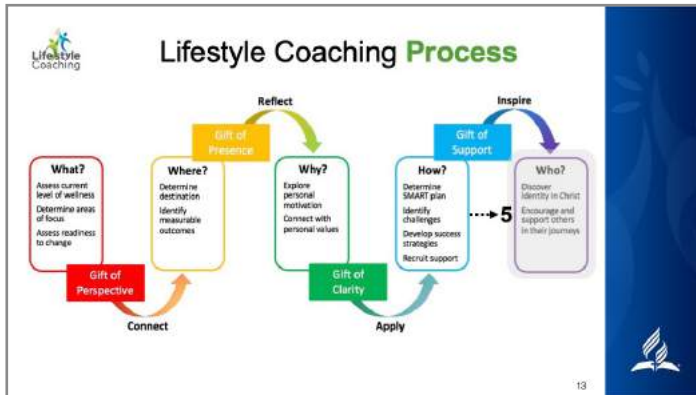 Lifestyle
Coaching
Lifestyle Coaching Process
Reflect
Inspire
Gift of
Presence
Gift of
Support
What?
Assess current
level of wellness
Determine areas
of focus
Assess readiness
to change
Where?
Determine
destination
Identify
measurable
outcomes
Why?
Explore
personal
motivation
Connect with
personal values
How?
Determine
SMART plan
Identify
challenges
Develop success
strategies
Recruit support
5
Who?
Discover
identity in Christ
Encourage and
support others
in their journeys
Gift of
Perspective
Gift of
Clarity
Connect
Apply
13